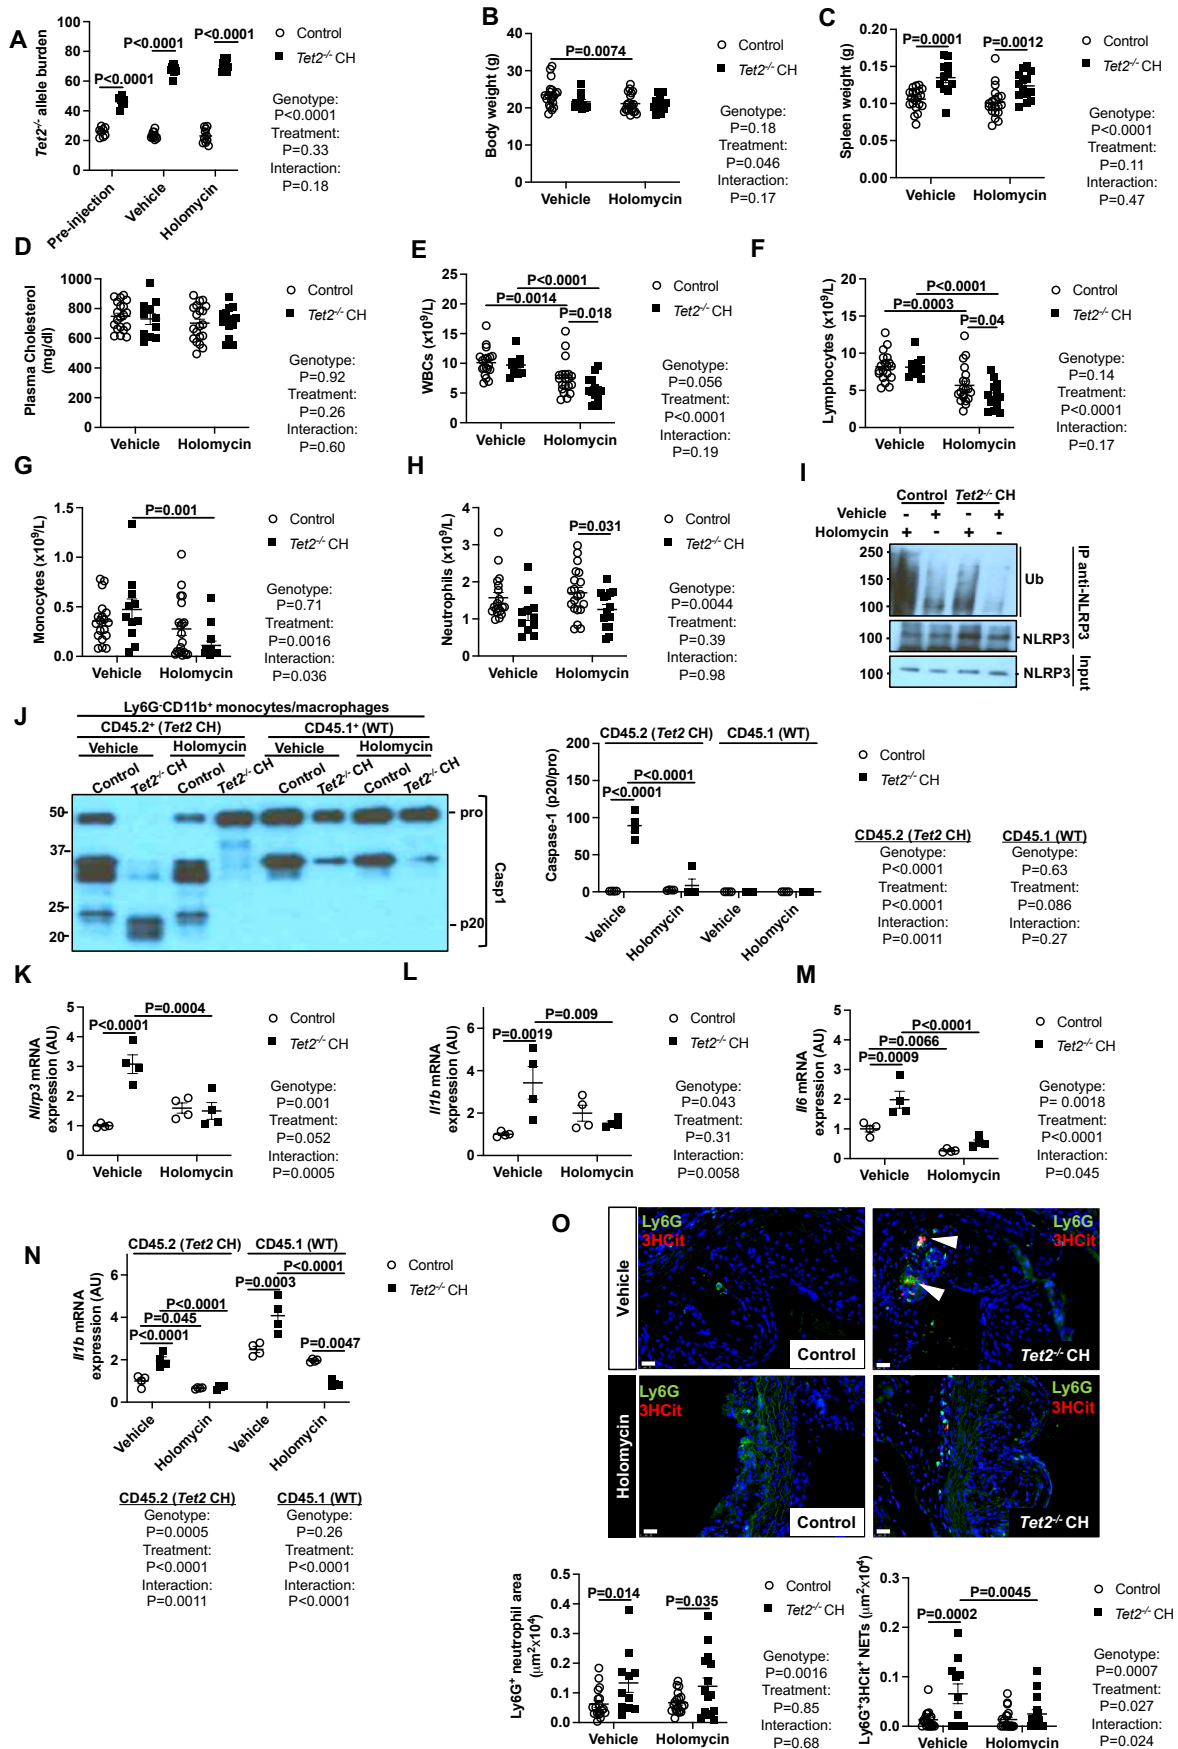 A
Tet2-/- allele burden
100
80
60
40
20
0
P<0.0001
P<0.0001
P<0.0001
Pre-injection
Vehicle
Holomycin
Control
Tet2-/- CH
Genotype:
P<0.0001
Treatment:
P=0.33
Interaction:
P=0.18
B
Body weight (g)
40
30
20
10
0
P=0.0074
Vehicle
Holomycin
Control
Tet2-/- CH
Genotype:
P=0.18
Treatment:
P=0.046
Interaction:
P=0.17
C
Spleen weight (g)
0.20
0.15
0.10
0.05
0.00
P=0.0001
P=0.0012
Vehicle
Holomycin
Control
Tet2-/- CH
Genotype:
P<0.0001
Treatment:
P=0.11
Interaction:
P=0.47
D
Plasma Cholesterol
(mg/dl)
1000
800
600
400
200
0
Vehicle
Holomycin
Control
Tet2-/- CH
Genotype:
P=0.92
Treatment:
P=0.26
Interaction:
P=0.60
E
WBCs (x10⁹/L)
25
20
15
10
5
0
P<0.0001
P=0.0014
P=0.018
Vehicle
Holomycin
Control
Tet2-/- CH
Genotype:
P=0.056
Treatment:
P<0.0001
Interaction:
P=0.19
F
Lymphocytes (x10⁹/L)
20
15
10
5
0
P<0.0001
P=0.0003
P=0.04
Vehicle
Holomycin
Control
Tet2-/- CH
Genotype:
P=0.14
Treatment:
P<0.0001
Interaction:
P=0.17
G
Monocytes (x10⁹/L)
1.5
1.0
0.5
0.0
P=0.001
Vehicle
Holomycin
Control
Tet2-/- CH
Genotype:
P=0.71
Treatment:
P=0.0016
Interaction:
P=0.036
H
Neutrophils (x10⁹/L)
4
3
2
1
0
P=0.031
Vehicle
Holomycin
Control
Tet2-/- CH
Genotype:
P=0.0044
Treatment:
P=0.39
Interaction:
P=0.98
I
Control Tet2-/- CH
Vehicle - + - +
Holomycin + - + -
250
150
100
Ub
100
NLRP3
IP anti-NLRP3
100
NLRP3
Input
J
Ly6G-CD11b+ monocytes/macrophages
CD45.2+ (Tet2 CH) CD45.1+ (WT)
Vehicle Holomycin Vehicle Holomycin
Control Tet2-/- CH Control Tet2-/- CH Control Tet2-/- CH Control Tet2-/- CH
50
37
25
20
pro
p20
Casp1
Caspase-1 (p20/pro)
200
150
100
50
0
CD45.2 (Tet2 CH) CD45.1 (WT)
P<0.0001
P<0.0001
Vehicle
Holomycin
Vehicle
Holomycin
Control
Tet2-/- CH
CD45.2 (Tet2 CH)
Genotype:
P<0.0001
Treatment:
P<0.0001
Interaction:
P=0.0011
CD45.1 (WT)
Genotype:
P=0.63
Treatment:
P=0.086
Interaction:
P=0.27
K
Nlrp3 mRNA
expression (AU)
5
4
3
2
1
0
P=0.0004
P<0.0001
Vehicle
Holomycin
Control
Tet2-/- CH
Genotype:
P=0.001
Treatment:
P=0.052
Interaction:
P=0.0005
L
Il1b mRNA
expression (AU)
6
4
2
0
P=0.009
P=0.0019
Vehicle
Holomycin
Control
Tet2-/- CH
Genotype:
P=0.043
Treatment:
P=0.31
Interaction:
P=0.0058
M
Il6 mRNA
expression (AU)
5
4
3
2
1
0
P<0.0001
P=0.0066
P=0.0009
Vehicle
Holomycin
Control
Tet2-/- CH
Genotype:
P= 0.0018
Treatment:
P<0.0001
Interaction:
P=0.045
N
Il1b mRNA
expression (AU)
6
4
2
0
CD45.2 (Tet2 CH) CD45.1 (WT)
P<0.0001
P=0.0003
P<0.0001
P=0.045
P<0.0001
P=0.0047
Vehicle
Holomycin
Vehicle
Holomycin
Control
Tet2-/- CH
CD45.2 (Tet2 CH)
Genotype:
P=0.0005
Treatment:
P<0.0001
Interaction:
P=0.0011
CD45.1 (WT)
Genotype:
P=0.26
Treatment:
P<0.0001
Interaction:
P<0.0001
O
Vehicle
Ly6G
3HCit
Control
Ly6G
3HCit
Tet2-/- CH
Holomycin
Ly6G
3HCit
Control
Ly6G
3HCit
Tet2-/- CH
Ly6G+ neutrophil area
(µm²x10⁴)
0.5
0.4
0.3
0.2
0.1
0.0
P=0.014
P=0.035
Vehicle
Holomycin
Control
Tet2-/- CH
Genotype:
P=0.0016
Treatment:
P=0.85
Interaction:
P=0.68
Ly6G+3HCit+ NETs (µm²x10⁴)
0.3
0.2
0.1
0.0
P=0.0045
P=0.0002
Vehicle
Holomycin
Control
Tet2-/- CH
Genotype:
P=0.0007
Treatment:
P=0.027
Interaction:
P=0.024